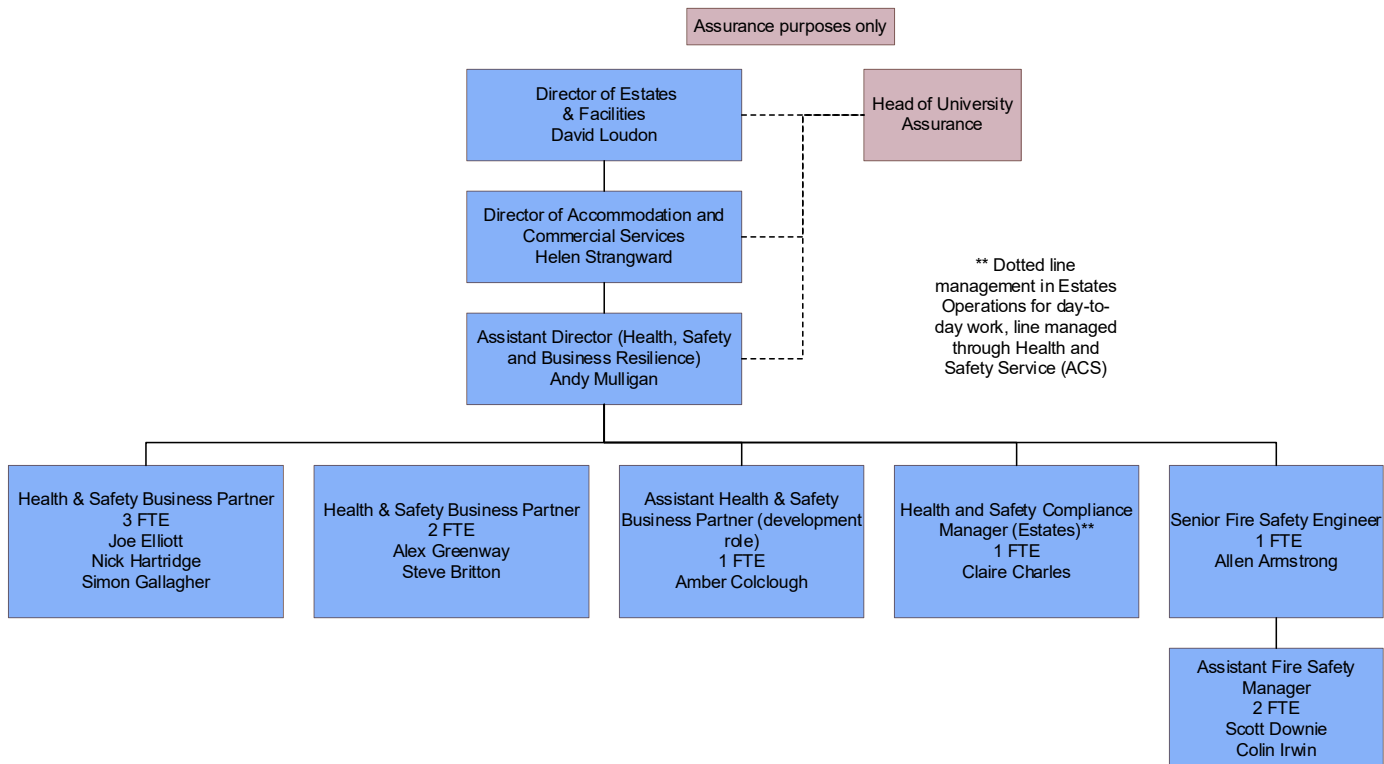 Assurance purposes only
Director of Estates
& Facilities
David Loudon
Head of University
Assurance
Director of Accommodation and
Commercial Services
Helen Strangward
** Dotted line
management in Estates
Operations for day-to-
day work, line managed
through Health and
Safety Service (ACS)
Assistant Director (Health, Safety
and Business Resilience)
Andy Mulligan
Health & Safety Business Partner
3 FTE
Joe Elliott
Nick Hartridge
Simon Gallagher
Health & Safety Business Partner
2 FTE
Alex Greenway
Steve Britton
Assistant Health & Safety
Business Partner (development
role)
1 FTE
Amber Colclough
Health and Safety Compliance
Manager (Estates)**
1 FTE
Claire Charles
Senior Fire Safety Engineer
1 FTE
Allen Armstrong
Assistant Fire Safety
Manager
2 FTE
Scott Downie
Colin Irwin